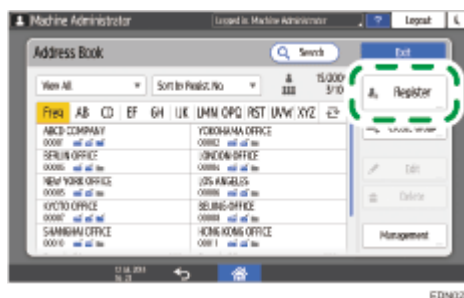 Machine Administrator
Logged in: Machine Administrator
?
Logout
Address Book
Search
Exit
View All
Sort by Regist. No.
15/2000
3/10
Register
Freq. AB CD EF GH IJK LMN OPQ RST UVW XYZ
ABCD COMPANY
YOKOHAMA OFFICE
00001
00002
BERLIN OFFICE
LONDON OFFICE
NEW YORK OFFICE
LOS ANGELES
Edit
00005
00006
Delete
KYOTO OFFICE
BEIJING OFFICE
00007
00008
SHANGHAI OFFICE
HONG KONG OFFICE
Management
00010
00011